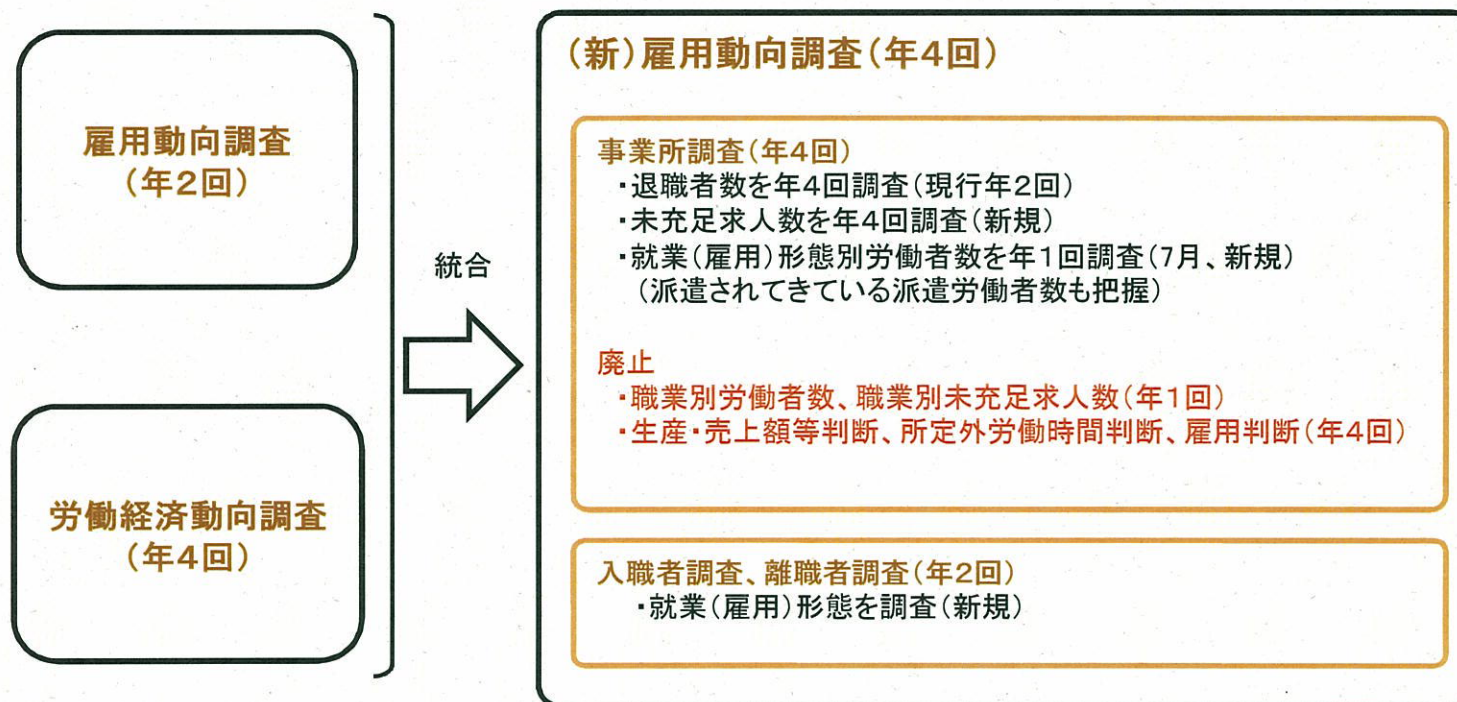 雇用動向調査
(年2回)
労働経済動向調査
(年4回)
統合
(新)雇用動向調査(年4回)
事業所調査(年4回)
・退職者数を年4回調査(現行年2回)
・未充足求人数を年4回調査(新規)
・就業(雇用)形態別労働者数を年1回調査(7月、新規)
(派遣されてきている派遣労働者数も把握)
廃止
・職業別労働者数、職業別未充足求人数(年1回)
・生産・売上額等判断、所定外労働時間判断、雇用判断(年4回)
入職者調査、離職者調査(年2回)
・就業(雇用)形態を調査(新規)